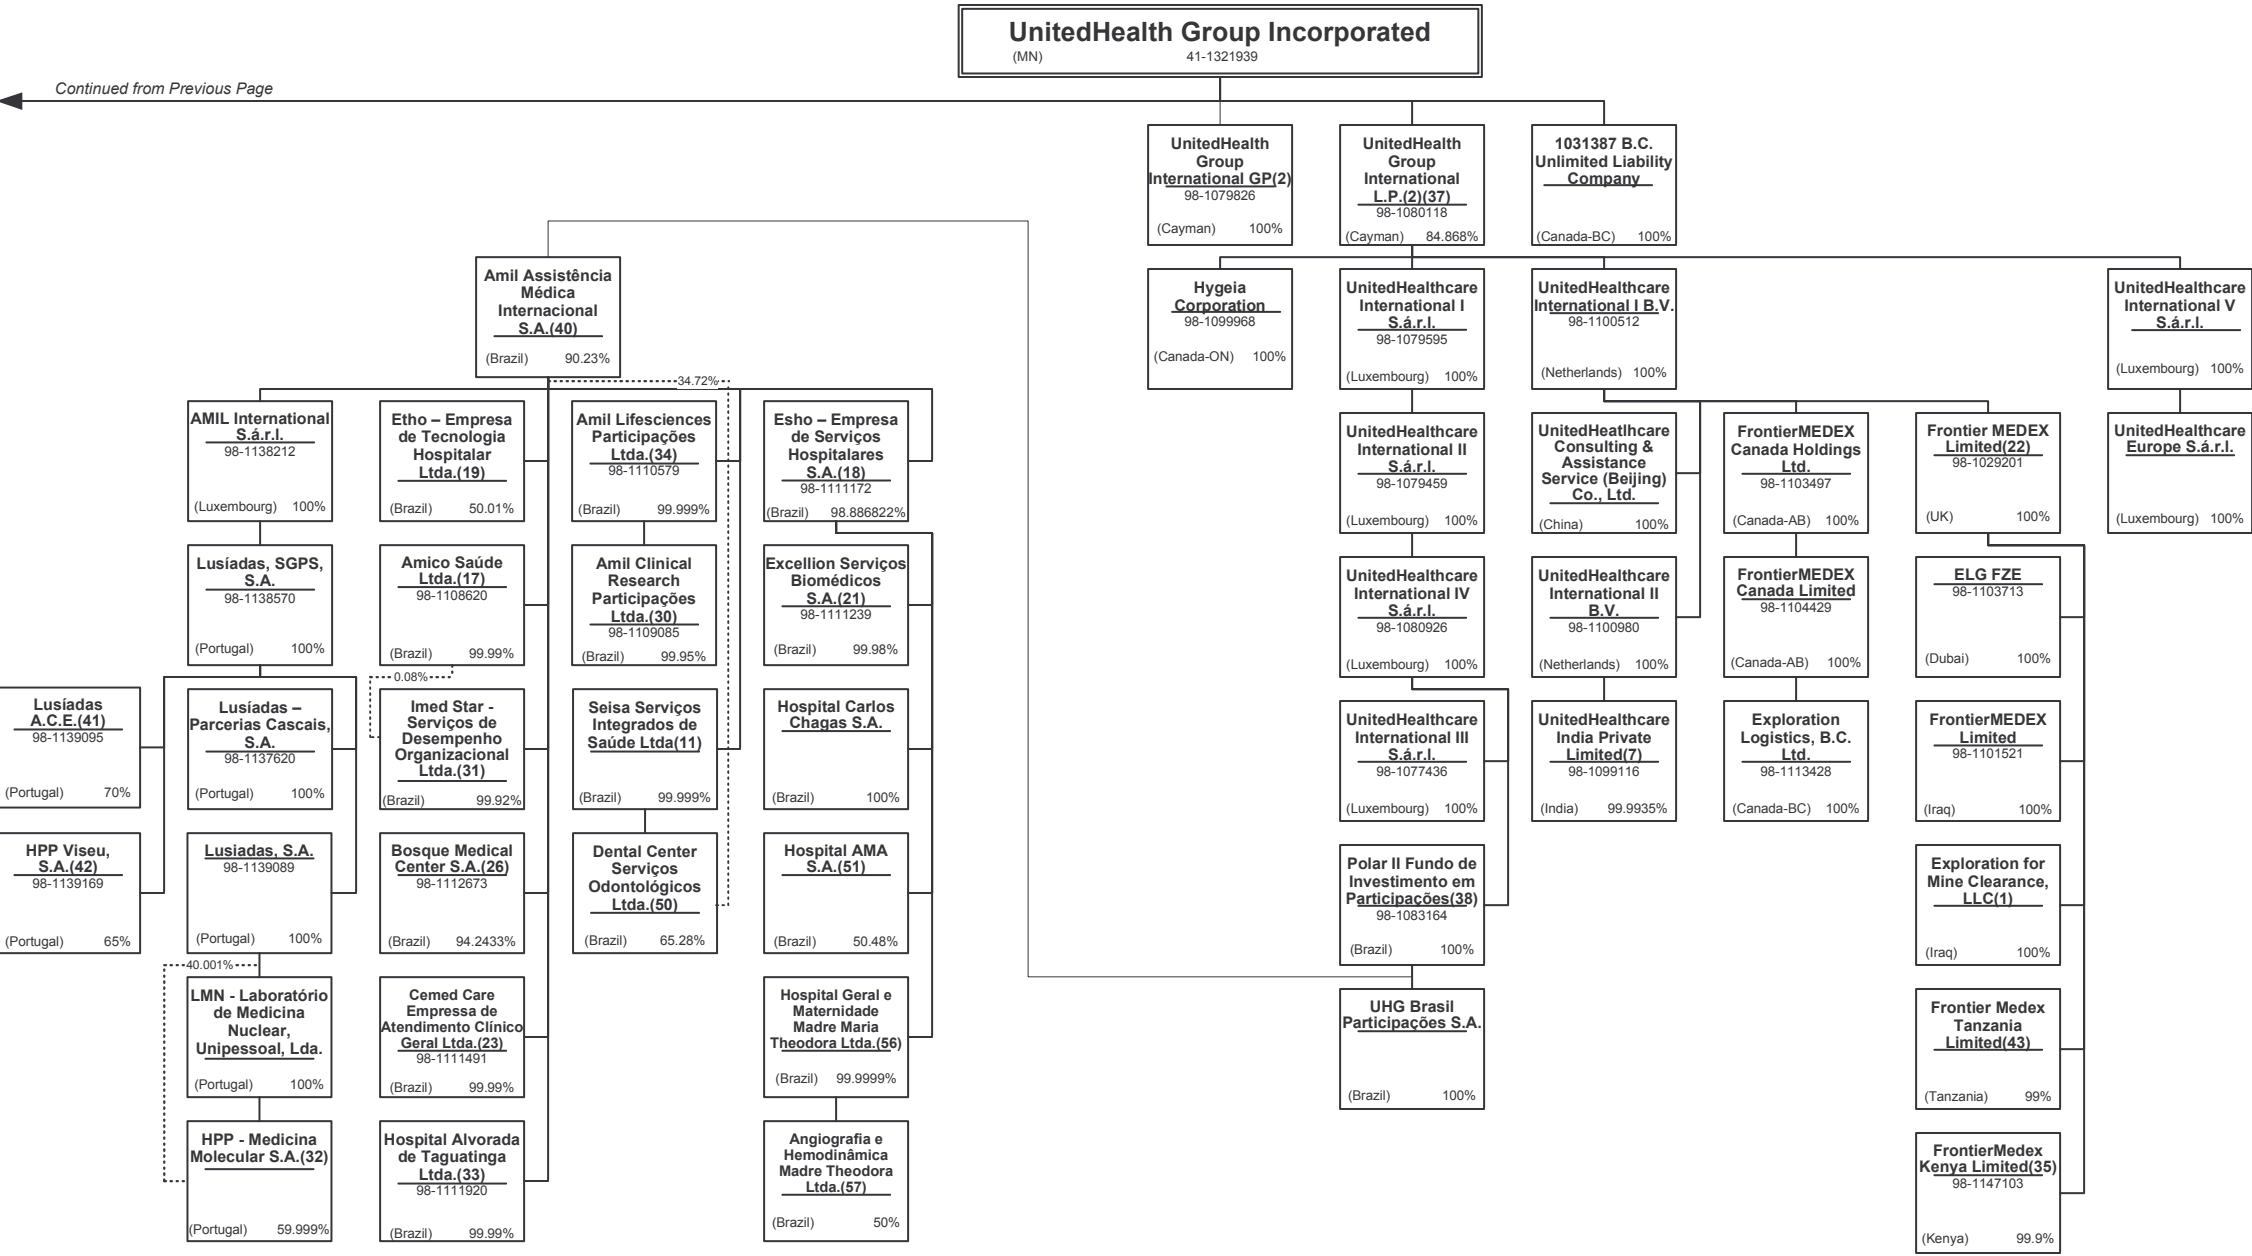 UnitedHealth Group Incorporated
(MN) 41-1321939
Continued from Previous Page
UnitedHealth
Group
International GP(2)
98-1079826
(Cayman) 100%
UnitedHealth
Group
International
L.P.(2)(37)
98-1080118
(Cayman) 84.868%
1031387 B.C.
Unlimited Liability
Company
(Canada-BC) 100%
Amil Assistência
Médica
Internacional
S.A.(40)
(Brazil) 90.23%
Hygeia
Corporation
98-1099968
(Canada-ON) 100%
UnitedHealthcare
International I
S.á.r.l.
98-1079595
(Luxembourg) 100%
UnitedHealthcare
International I B.V.
98-1100512
(Netherlands) 100%
UnitedHealthcare
International V
S.á.r.l.
(Luxembourg) 100%
34.72%
AMIL International
S.á.r.l.
98-1138212
(Luxembourg) 100%
Etho – Empresa
de Tecnologia
Hospitalar
Ltda.(19)
(Brazil) 50.01%
Amil Lifesciences
Participações
Ltda.(34)
98-1110579
(Brazil) 99.999%
Esho – Empresa
de Serviços
Hospitalares
S.A.(18)
98-1111172
(Brazil) 98.886822%
UnitedHealthcare
International II
S.á.r.l.
98-1079459
(Luxembourg) 100%
UnitedHeatlhcare
Consulting &
Assistance
Service (Beijing)
Co., Ltd.
(China) 100%
FrontierMEDEX
Canada Holdings
Ltd.
98-1103497
(Canada-AB) 100%
Frontier MEDEX
Limited(22)
98-1029201
(UK) 100%
UnitedHealthcare
Europe S.á.r.l.
(Luxembourg) 100%
Lusíadas, SGPS,
S.A.
98-1138570
(Portugal) 100%
Amico Saúde
Ltda.(17)
98-1108620
(Brazil) 99.99%
Amil Clinical
Research
Participações
Ltda.(30)
98-1109085
(Brazil) 99.95%
Excellion Serviços
Biomédicos
S.A.(21)
98-1111239
(Brazil) 99.98%
UnitedHealthcare
International IV
S.á.r.l.
98-1080926
(Luxembourg) 100%
UnitedHealthcare
International II
B.V.
98-1100980
(Netherlands) 100%
FrontierMEDEX
Canada Limited
98-1104429
(Canada-AB) 100%
ELG FZE
98-1103713
(Dubai) 100%
0.08%
Lusíadas
A.C.E.(41)
98-1139095
(Portugal) 70%
Lusíadas –
Parcerias Cascais,
S.A.
98-1137620
(Portugal) 100%
Imed Star -
Serviços de
Desempenho
Organizacional
Ltda.(31)
(Brazil) 99.92%
Seisa Serviços
Integrados de
Saúde Ltda(11)
(Brazil) 99.999%
Hospital Carlos
Chagas S.A.
(Brazil) 100%
UnitedHealthcare
International III
S.á.r.l.
98-1077436
(Luxembourg) 100%
UnitedHealthcare
India Private
Limited(7)
98-1099116
(India) 99.9935%
Exploration
Logistics, B.C.
Ltd.
98-1113428
(Canada-BC) 100%
FrontierMEDEX
Limited
98-1101521
(Iraq) 100%
HPP Viseu,
S.A.(42)
98-1139169
(Portugal) 65%
Lusiadas, S.A.
98-1139089
(Portugal) 100%
Bosque Medical
Center S.A.(26)
98-1112673
(Brazil) 94.2433%
Dental Center
Serviços
Odontológicos
Ltda.(50)
(Brazil) 65.28%
Hospital AMA
S.A.(51)
(Brazil) 50.48%
Polar II Fundo de
Investimento em
Participações(38)
98-1083164
(Brazil) 100%
Exploration for
Mine Clearance,
LLC(1)
(Iraq) 100%
40.001%
LMN - Laboratório
de Medicina
Nuclear,
Unipessoal, Lda.
(Portugal) 100%
Cemed Care
Empressa de
Atendimento Clínico
Geral Ltda.(23)
98-1111491
(Brazil) 99.99%
Hospital Geral e
Maternidade
Madre Maria
Theodora Ltda.(56)
(Brazil) 99.9999%
UHG Brasil
Participações S.A.
(Brazil) 100%
Frontier Medex
Tanzania
Limited(43)
(Tanzania) 99%
HPP - Medicina
Molecular S.A.(32)
(Portugal) 59.999%
Hospital Alvorada
de Taguatinga
Ltda.(33)
98-1111920
(Brazil) 99.99%
Angiografia e
Hemodinâmica
Madre Theodora
Ltda.(57)
(Brazil) 50%
FrontierMedex
Kenya Limited(35)
98-1147103
(Kenya) 99.9%